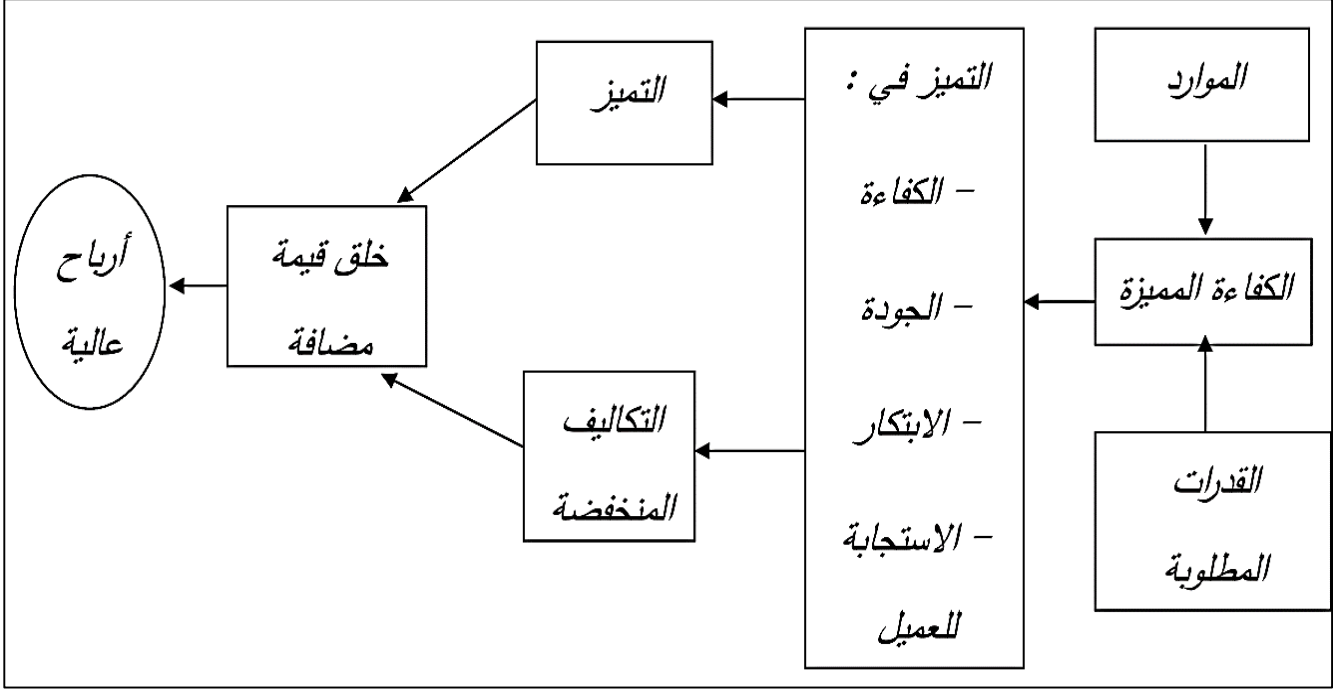 الموارد
الكفاءة المميزة
القدرات
المطلوبة
التميز في :
- الكفاءة
- الجودة
- الابتكار
- الاستجابة
للعميل
التميز
التكاليف
المنخفضة
خلق قيمة
مضافة
أرباح
عالية